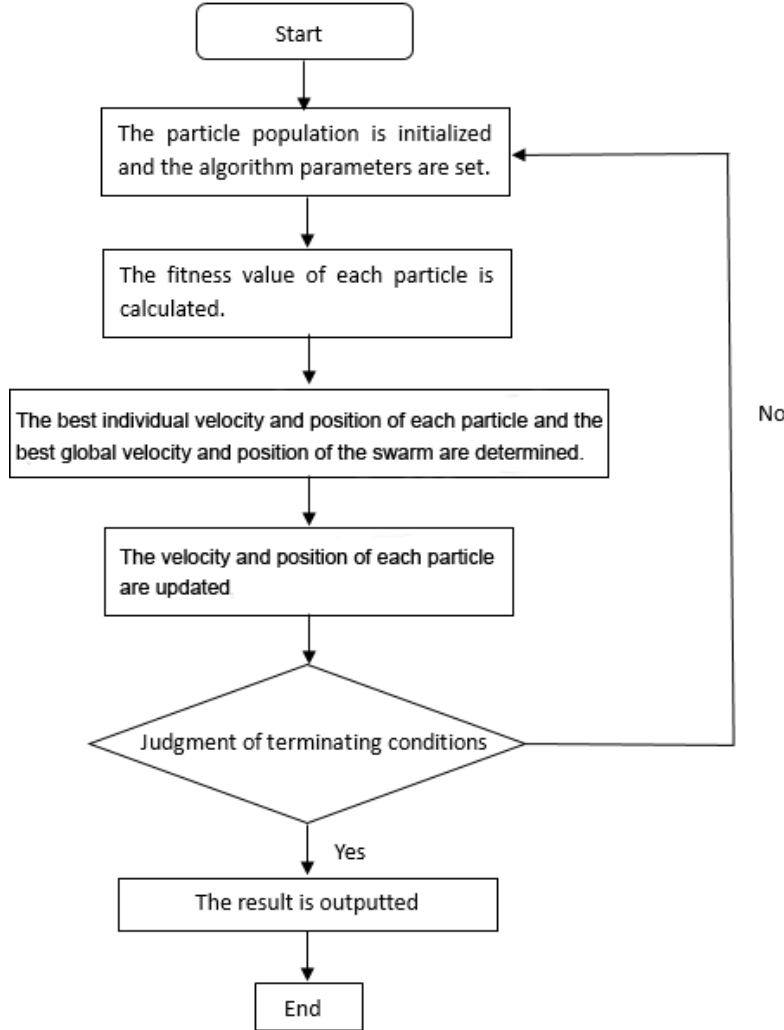 Start
The particle population is initialized
and the algorithm parameters are set.
The fitness value of each particle is
calculated.
The best individual velocity and position of each particle and the
best global velocity and position of the swarm are determined.
No
The velocity and position of each particle
are updated
Judgment of terminating conditions
Yes
The result is outputted
End